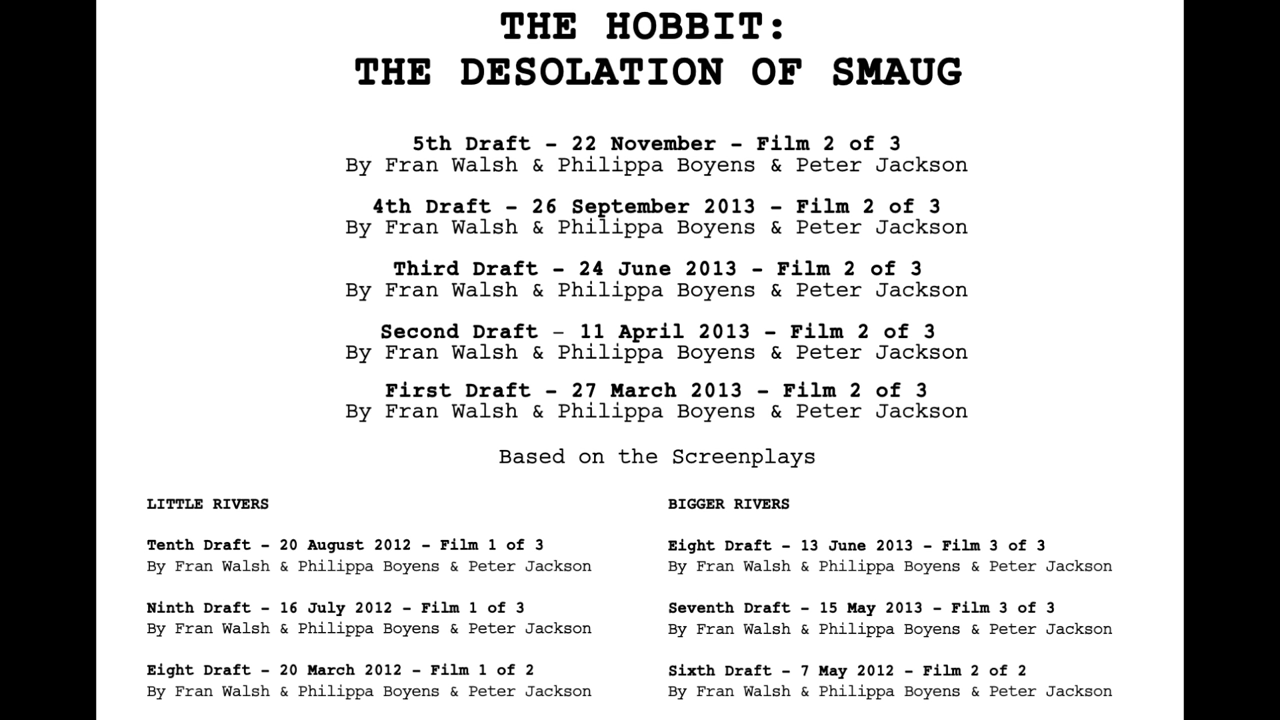 THE HOBBIT:
THE DESOLATION OF SMAUG
5th Draft – 22 November – Film 2 of 3
By Fran Walsh & Philippa Boyens & Peter Jackson
4th Draft – 26 September 2013 – Film 2 of 3
By Fran Walsh & Philippa Boyens & Peter Jackson
Third Draft – 24 June 2013 – Film 2 of 3
By Fran Walsh & Philippa Boyens & Peter Jackson
Second Draft – 11 April 2013 – Film 2 of 3
By Fran Walsh & Philippa Boyens & Peter Jackson
First Draft – 27 March 2013 – Film 2 of 3
By Fran Walsh & Philippa Boyens & Peter Jackson
Based on the Screenplays
LITTLE RIVERS
Tenth Draft – 20 August 2012 – Film 1 of 3
By Fran Walsh & Philippa Boyens & Peter Jackson
Ninth Draft – 16 July 2012 – Film 1 of 3
By Fran Walsh & Philippa Boyens & Peter Jackson
Eight Draft – 20 March 2012 – Film 1 of 2
By Fran Walsh & Philippa Boyens & Peter Jackson
BIGGER RIVERS
Eight Draft – 13 June 2013 – Film 3 of 3
By Fran Walsh & Philippa Boyens & Peter Jackson
Seventh Draft – 15 May 2013 – Film 3 of 3
By Fran Walsh & Philippa Boyens & Peter Jackson
Sixth Draft – 7 May 2012 – Film 2 of 2
By Fran Walsh & Philippa Boyens & Peter Jackson